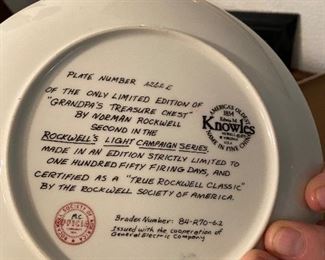 PLATE NUMBER
OF THE ONLY LIMITED EDITION OF
"GRANDPA'S TREASURE CHEST"
BY NORMAN ROCKWELL
SECOND IN THE
ROCKWELL'S LIGHT CAMPAIGN SERIES,
MADE IN AN EDITION STRICTLY LIMITED TO
ONE HUNDRED FIFTY FIRING DAYS, AND
CERTIFIED AS A "TRUE ROCKWELL CLASSIC"
BY THE ROCKWELL SOCIETY OF AMERICA.
AMERICA'S OLDEST
Edwin M.
Knowles
MADE IN FINE CHINA
Bradex Number: 84-R70-6.2
Issued with the cooperation of
General Electric Company